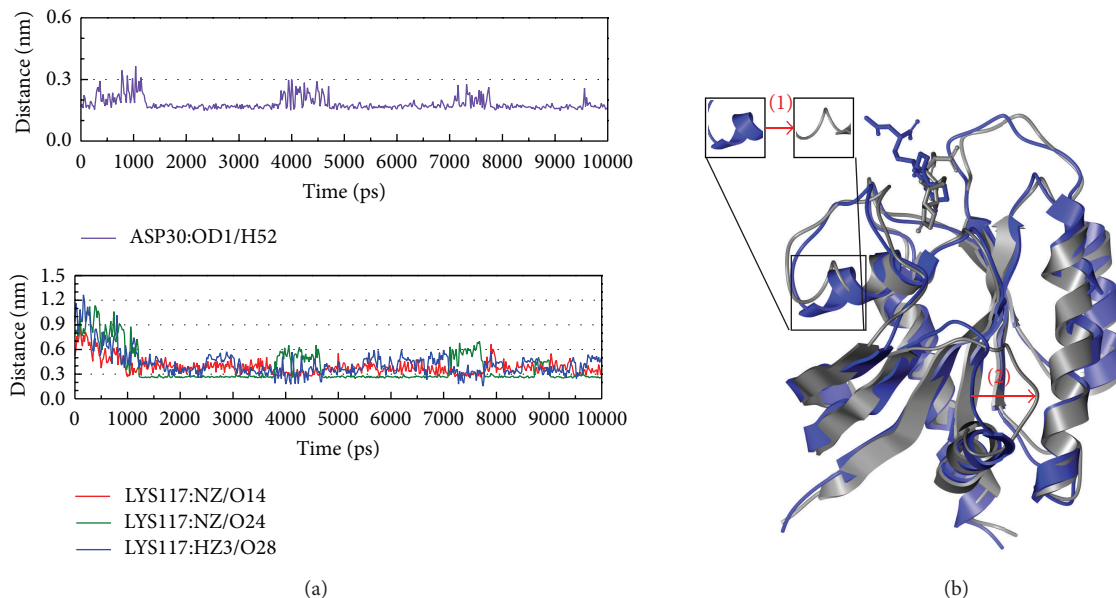 0.6
0.3
0.0
Distance (nm)
0 1000 2000 3000 4000 5000 6000 7000 8000 9000 10000
Time (ps)
ASP30:OD1/H52
1.5
1.2
0.9
0.6
0.3
0.0
Distance (nm)
0 1000 2000 3000 4000 5000 6000 7000 8000 9000 10000
Time (ps)
LYS117:NZ/O14
LYS117:NZ/O24
LYS117:HZ3/O28
(a)
(1)
(2)
(b)